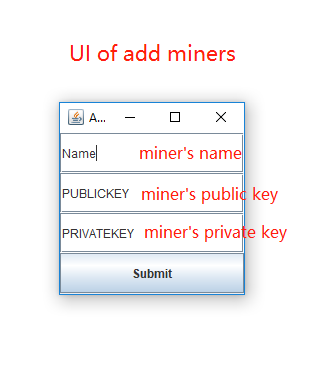 UI of add miners
A...
Name miner's name
PUBLICKEY miner's public key
PRIVATEKEY miner's private key
Submit